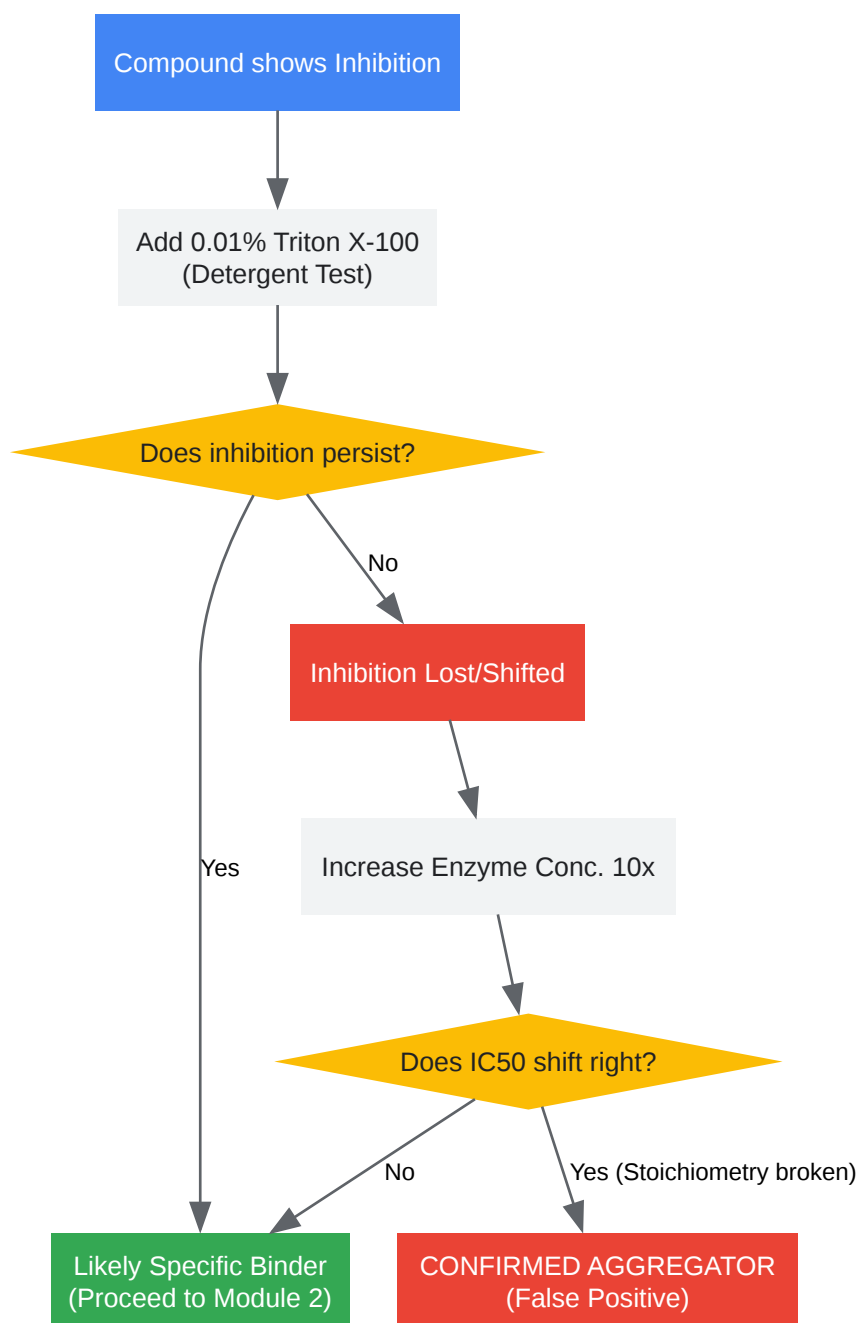 Compound shows Inhibition
Add 0.01% Triton X-100
(Detergent Test)
Does inhibition persist?
No
Inhibition Lost/Shifted
Yes
Increase Enzyme Conc. 10x
Does IC50 shift right?
No
Yes (Stoichiometry broken)
Likely Specific Binder
(Proceed to Module 2)
CONFIRMED AGGREGATOR
(False Positive)